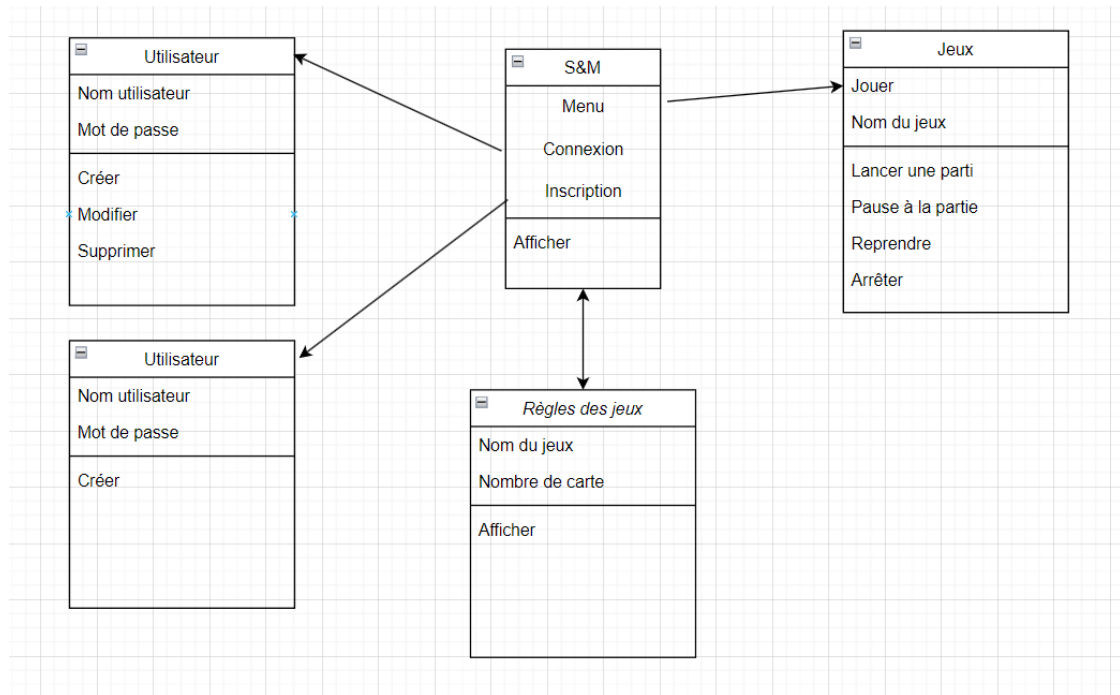 Utilisateur
Nom utilisateur
Mot de passe
Créer
Modifier
Supprimer
S&M
Menu
Connexion
Inscription
Afficher
Jeux
Jouer
Nom du jeux
Lancer une parti
Pause à la partie
Reprendre
Arrêter
Utilisateur
Nom utilisateur
Mot de passe
Créer
Règles des jeux
Nom du jeux
Nombre de carte
Afficher